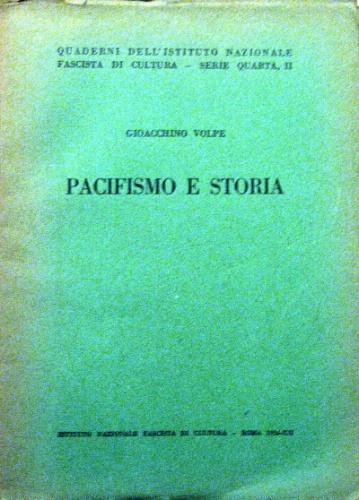 QUADERNI DELL'ISTITUTO NAZIONALE
FASCISTA DI CULTURA - SERIE QUARTA, II
GIOACCHINO VOLPE
PACIFISMO E STORIA
ISTITUTO NAZIONALE FASCISTA DI CULTURA - ROMA